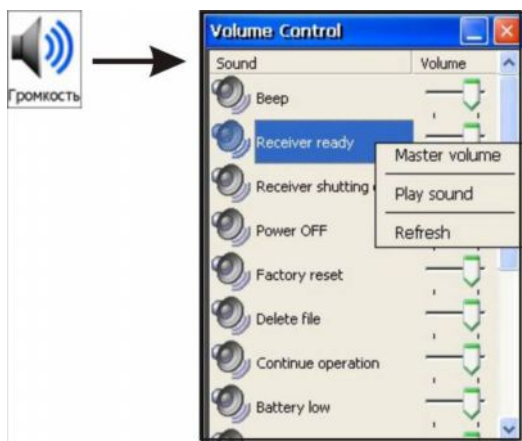 Громкость
Volume Control
Sound Volume
Beep
Receiver ready
Master volume
Receiver shutting
Play sound
Power OFF
Refresh
Factory reset
Delete file
Continue operation
Battery low